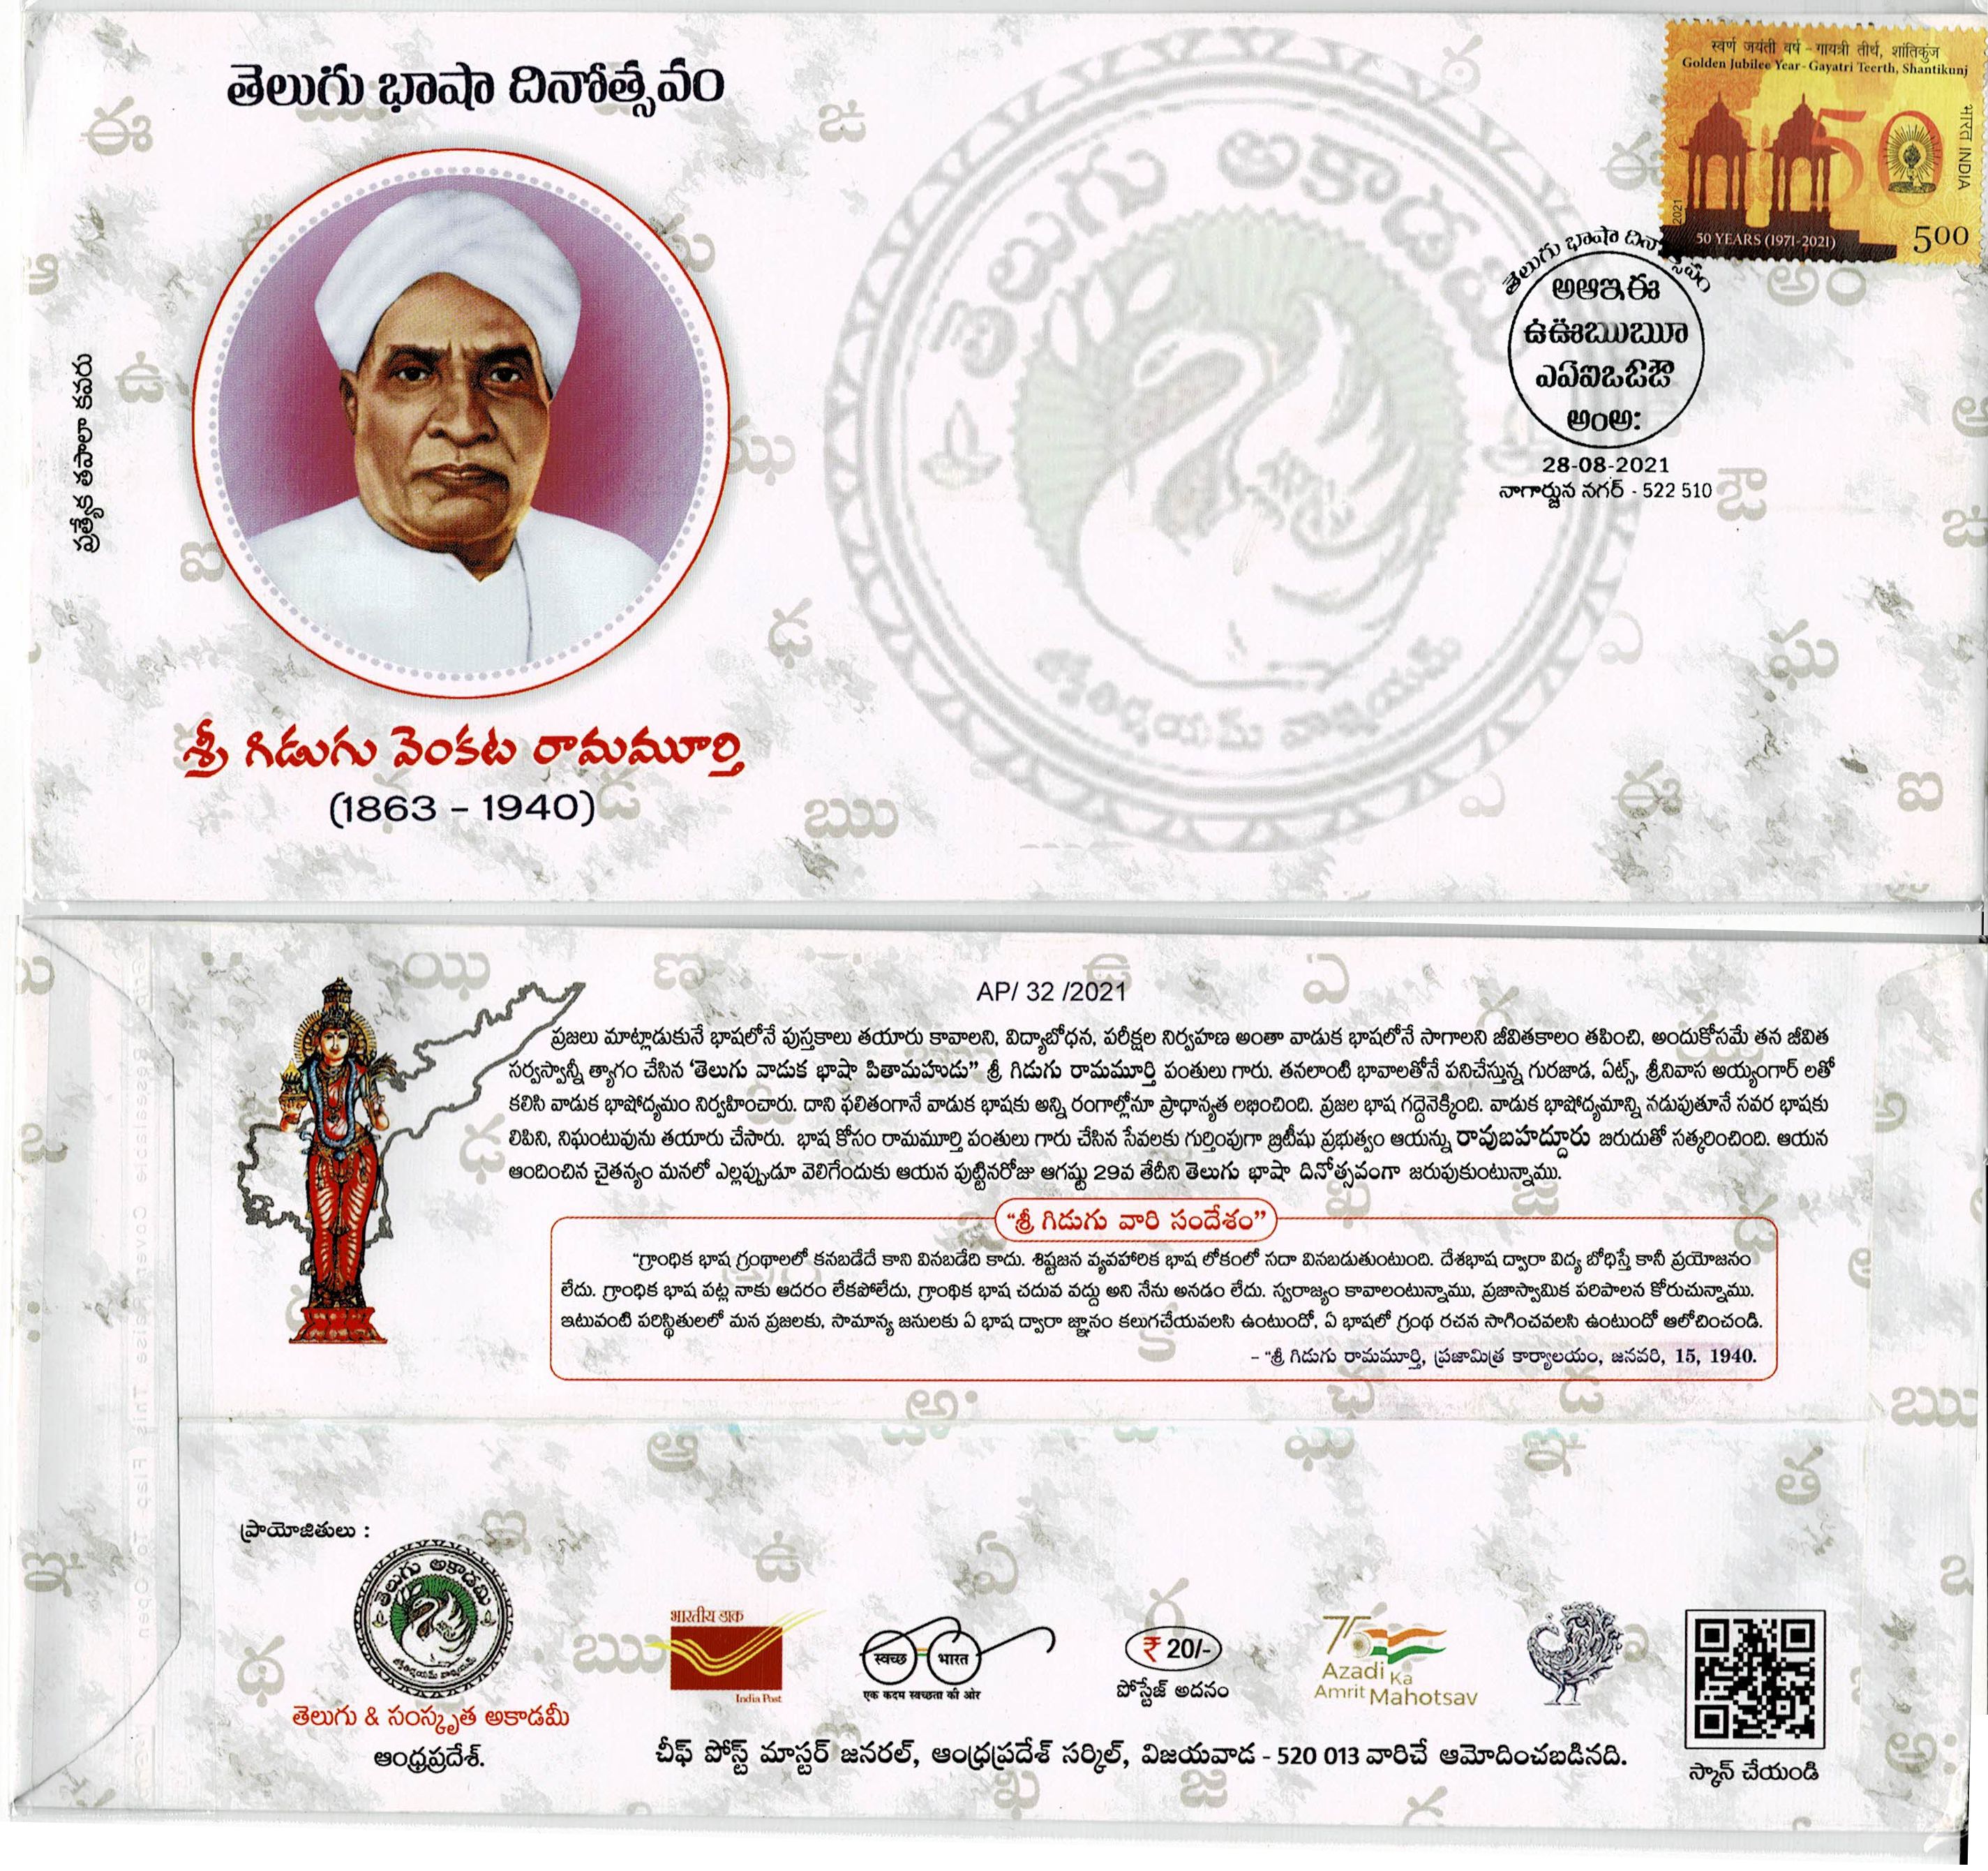 తెలుగు భాషా దినోత్సవం
ప్రత్యేక తపాలా కవరు
శ్రీ గిడుగు వెంకట రామమూర్తి
(1863 – 1940)
తెలుగు అకాడమి
స్వర్ణ
स्वर्ण जयंती वर्ष - गायत्री तीर्थ, शांतिकुंज
Golden Jubilee Year - Gayatri Teerth, Shantikunj
50
भारत INDIA
2021
50 YEARS (1971-2021)
500
తెలుగు భాషా దినోత్సవం
అఆఇఈ
ఉఊఋౠ
ఎఏఐఒఓఔ
అంఅః
28-08-2021
నాగార్జున నగర్ - 522 510
AP/ 32 /2021
ప్రజలు మాట్లాడుకునే భాషలోనే పుస్తకాలు తయారు కావాలని, విద్యాబోధన, పరీక్షల నిర్వహణ అంతా వాడుక భాషలోనే సాగాలని జీవితకాలం తపించి, అందుకోసమే తన జీవిత
సర్వస్వాన్నీ త్యాగం చేసిన ‘తెలుగు వాడుక భాషా పితామహుడు” శ్రీ గిడుగు రామమూర్తి పంతులు గారు. తనలాంటి భావాలతోనే పనిచేస్తున్న గురజాడ, ఏట్స్, శ్రీనివాస అయ్యంగార్ లతో
కలిసి వాడుక భాషోద్యమం నిర్వహించారు. దాని ఫలితంగానే వాడుక భాషకు అన్ని రంగాల్లోనూ ప్రాధాన్యత లభించింది. ప్రజల భాష గద్దెనెక్కింది. వాడుక భాషోద్యమాన్ని నడుపుతూనే సవర భాషకు
లిపిని, నిఘంటువును తయారు చేసారు. భాష కోసం రామమూర్తి పంతులు గారు చేసిన సేవలకు గుర్తింపుగా బ్రిటీషు ప్రభుత్వం ఆయన్ను రావుబహద్దూరు బిరుదుతో సత్కరించింది. ఆయన
అందించిన చైతన్యం మనలో ఎల్లప్పుడూ వెలిగేందుకు ఆయన పుట్టినరోజు ఆగష్టు 29వ తేదీని తెలుగు భాషా దినోత్సవంగా జరుపుకుంటున్నాము.
“శ్రీ గిడుగు వారి సందేశం”
“గ్రాంధిక భాష గ్రంథాలలో కనబడేదే కాని వినబడేది కాదు. శిష్టజన వ్యవహారిక భాష లోకంలో సదా వినబడుతుంటుంది. దేశభాష ద్వారా విద్య బోధిస్తే కానీ ప్రయోజనం
లేదు. గ్రాంధిక భాష పట్ల నాకు ఆదరం లేకపోలేదు, గ్రాంథిక భాష చదువ వద్దు అని నేను అనడం లేదు. స్వరాజ్యం కావాలంటున్నాము, ప్రజాస్వామిక పరిపాలన కోరుచున్నాము.
ఇటువంటి పరిస్థితులలో మన ప్రజలకు, సామాన్య జనులకు ఏ భాష ద్వారా జ్ఞానం కలుగచేయవలసి ఉంటుందో, ఏ భాషలో గ్రంథ రచన సాగించవలసి ఉంటుందో ఆలోచించండి.
– “శ్రీ గిడుగు రామమూర్తి, ప్రజామిత్ర కార్యాలయం, జనవరి, 15, 1940.
ప్రాయోజితులు :
తెలుగు అకాడమి
తెలుగు & సంస్కృత అకాడమీ
ఆంధ్రప్రదేశ్.
भारतीय डाक
India Post
स्वच्छ भारत
एक कदम स्वच्छता की ओर
₹ 20/-
పోస్టేజ్ అదనం
75
Azadi Ka
Amrit Mahotsav
చీఫ్ పోస్ట్ మాస్టర్ జనరల్, ఆంధ్రప్రదేశ్ సర్కిల్, విజయవాడ - 520 013 వారిచే ఆమోదించబడినది.
స్కాన్ చేయండి